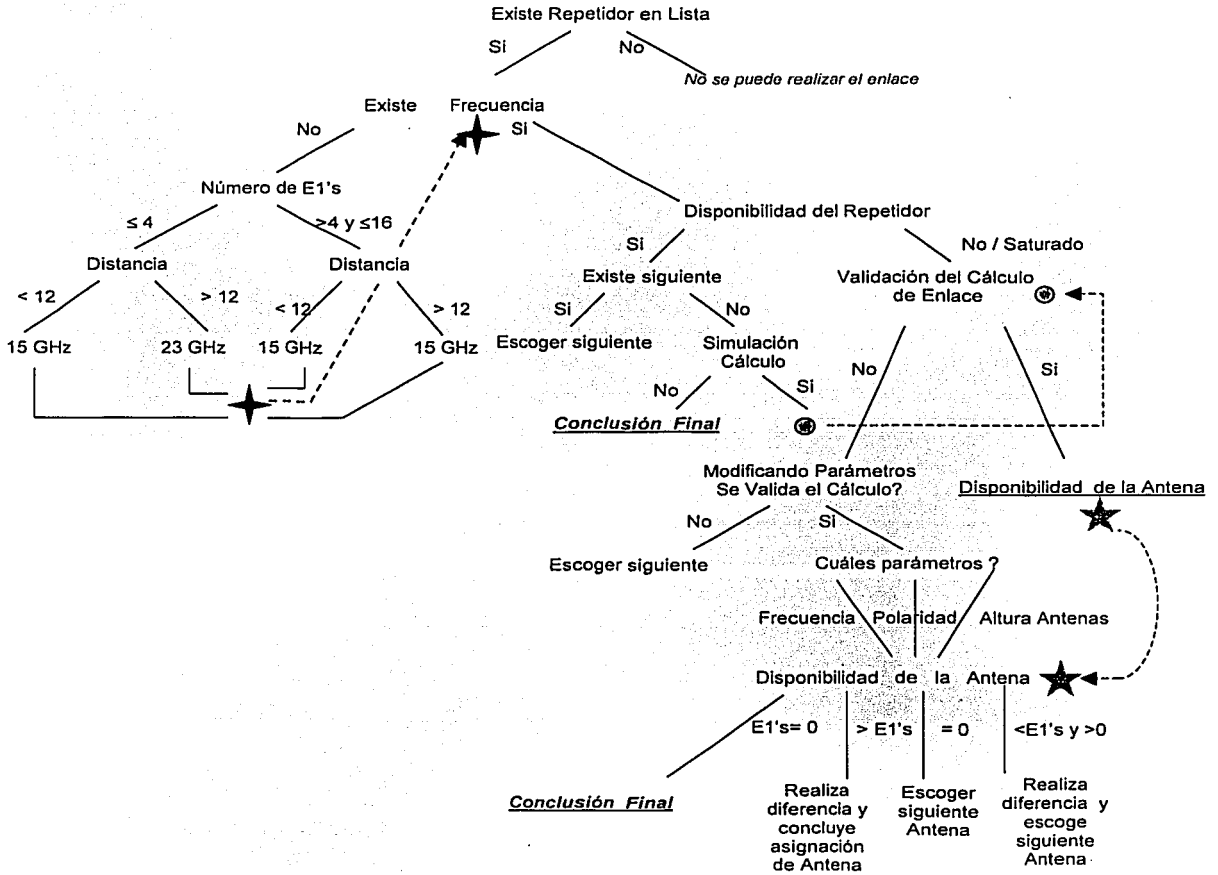 Existe Repetidor en Lista
Si
No
No se puede realizar el enlace
Existe Frecuencia
No
Si
Número de E1's
≤ 4
>4 y ≤16
Disponibilidad del Repetidor
Si
No / Saturado
Distancia
Distancia
Existe siguiente
Validación del Cálculo
de Enlace
< 12
> 12
< 12
> 12
Si
No
15 GHz
23 GHz
15 GHz
15 GHz
Escoger siguiente
Simulación
Cálculo
No
Si
No
Si
Conclusión Final
Modificando Parámetros
Se Valida el Cálculo?
Disponibilidad de la Antena
No
Si
Escoger siguiente
Cuáles parámetros ?
Frecuencia
Polaridad
Altura Antenas
Disponibilidad de la Antena
E1's= 0
> E1's
= 0
<E1's y >0
Conclusión Final
Realiza
diferencia y
concluye
asignación
de Antena
Escoger
siguiente
Antena
Realiza
diferencia y
escoge
siguiente
Antena